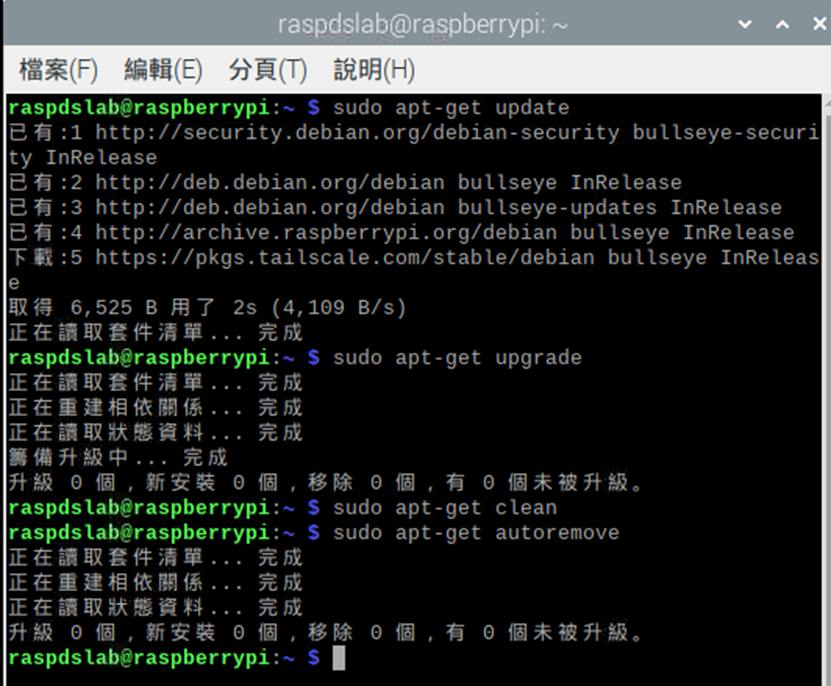 raspdslab@raspberrypi: ~
檔案(F) 編輯(E) 分頁(T) 說明(H)
raspdslab@raspberrypi:~ $ sudo apt-get update
已有:1 http://security.debian.org/debian-security bullseye-securi
ty InRelease
已有:2 http://deb.debian.org/debian bullseye InRelease
已有:3 http://deb.debian.org/debian bullseye-updates InRelease
已有:4 http://archive.raspberrypi.org/debian bullseye InRelease
下載:5 https://pkgs.tailscale.com/stable/debian bullseye InReleas
e
取得 6,525 B 用了 2s (4,109 B/s)
正在讀取套件清單... 完成
raspdslab@raspberrypi:~ $ sudo apt-get upgrade
正在讀取套件清單... 完成
正在重建相依關係... 完成
正在讀取狀態資料... 完成
籌備升級中... 完成
升級 0 個，新安裝 0 個，移除 0 個，有 0 個未被升級。
raspdslab@raspberrypi:~ $ sudo apt-get clean
raspdslab@raspberrypi:~ $ sudo apt-get autoremove
正在讀取套件清單... 完成
正在重建相依關係... 完成
正在讀取狀態資料... 完成
升級 0 個，新安裝 0 個，移除 0 個，有 0 個未被升級。
raspdslab@raspberrypi:~ $